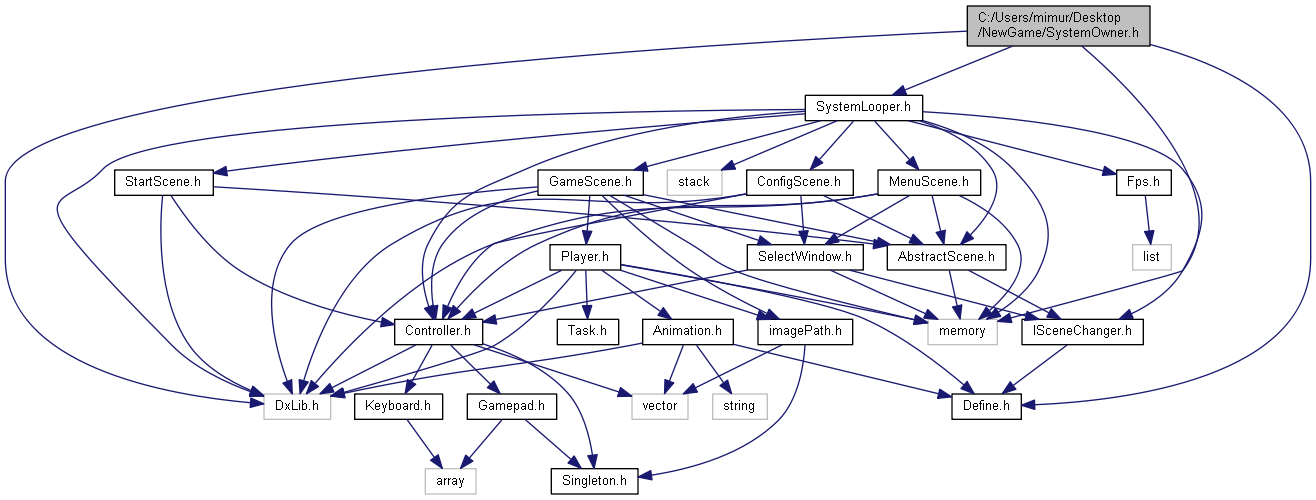 C:/Users/mimur/Desktop
/NewGame/SystemOwner.h
SystemLooper.h
StartScene.h
GameScene.h
stack
ConfigScene.h
MenuScene.h
Fps.h
Player.h
SelectWindow.h
AbstractScene.h
list
Controller.h
Task.h
Animation.h
imagePath.h
memory
ISceneChanger.h
DxLib.h
Keyboard.h
Gamepad.h
vector
string
Define.h
array
Singleton.h